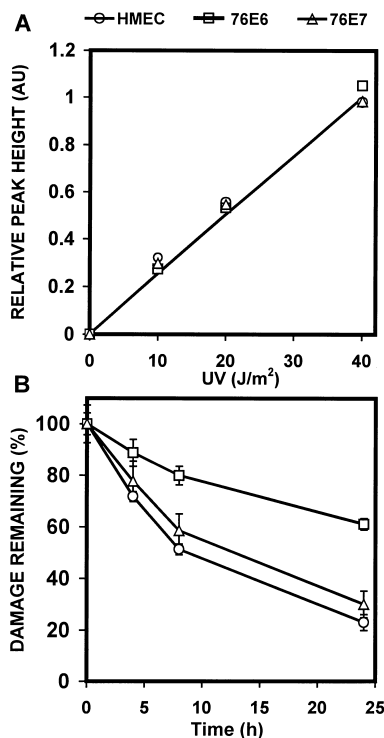 A
HMEC 76E6 76E7
RELATIVE PEAK HEIGHT (AU)
1.2
1
0.8
0.6
0.4
0.2
0
0 10 20 30 40
UV (J/m²)
B
DAMAGE REMAINING (%)
100
80
60
40
20
0
0 5 10 15 20 25
Time (h)